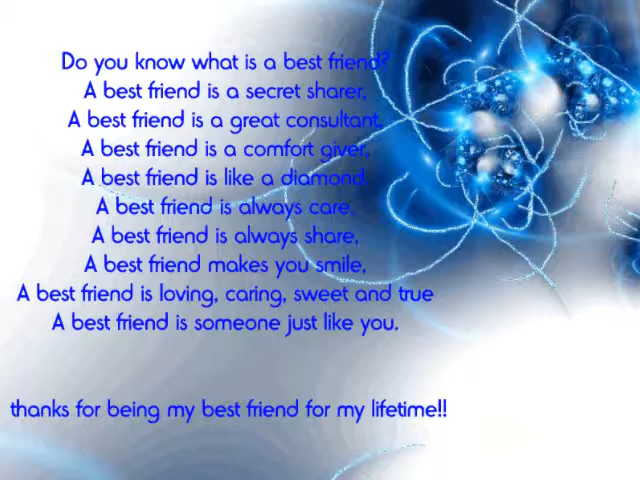 Do you know what is a best friend?
A best friend is a secret sharer,
A best friend is a great consultant,
A best friend is a comfort giver,
A best friend is like a diamond.
A best friend is always care,
A best friend is always share,
A best friend makes you smile,
A best friend is loving, caring, sweet and true
A best friend is someone just like you.
thanks for being my best friend for my lifetime!!